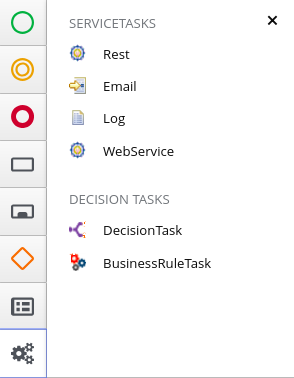 SERVICETASKS
Rest
Email
Log
WebService
DECISION TASKS
DecisionTask
BusinessRuleTask